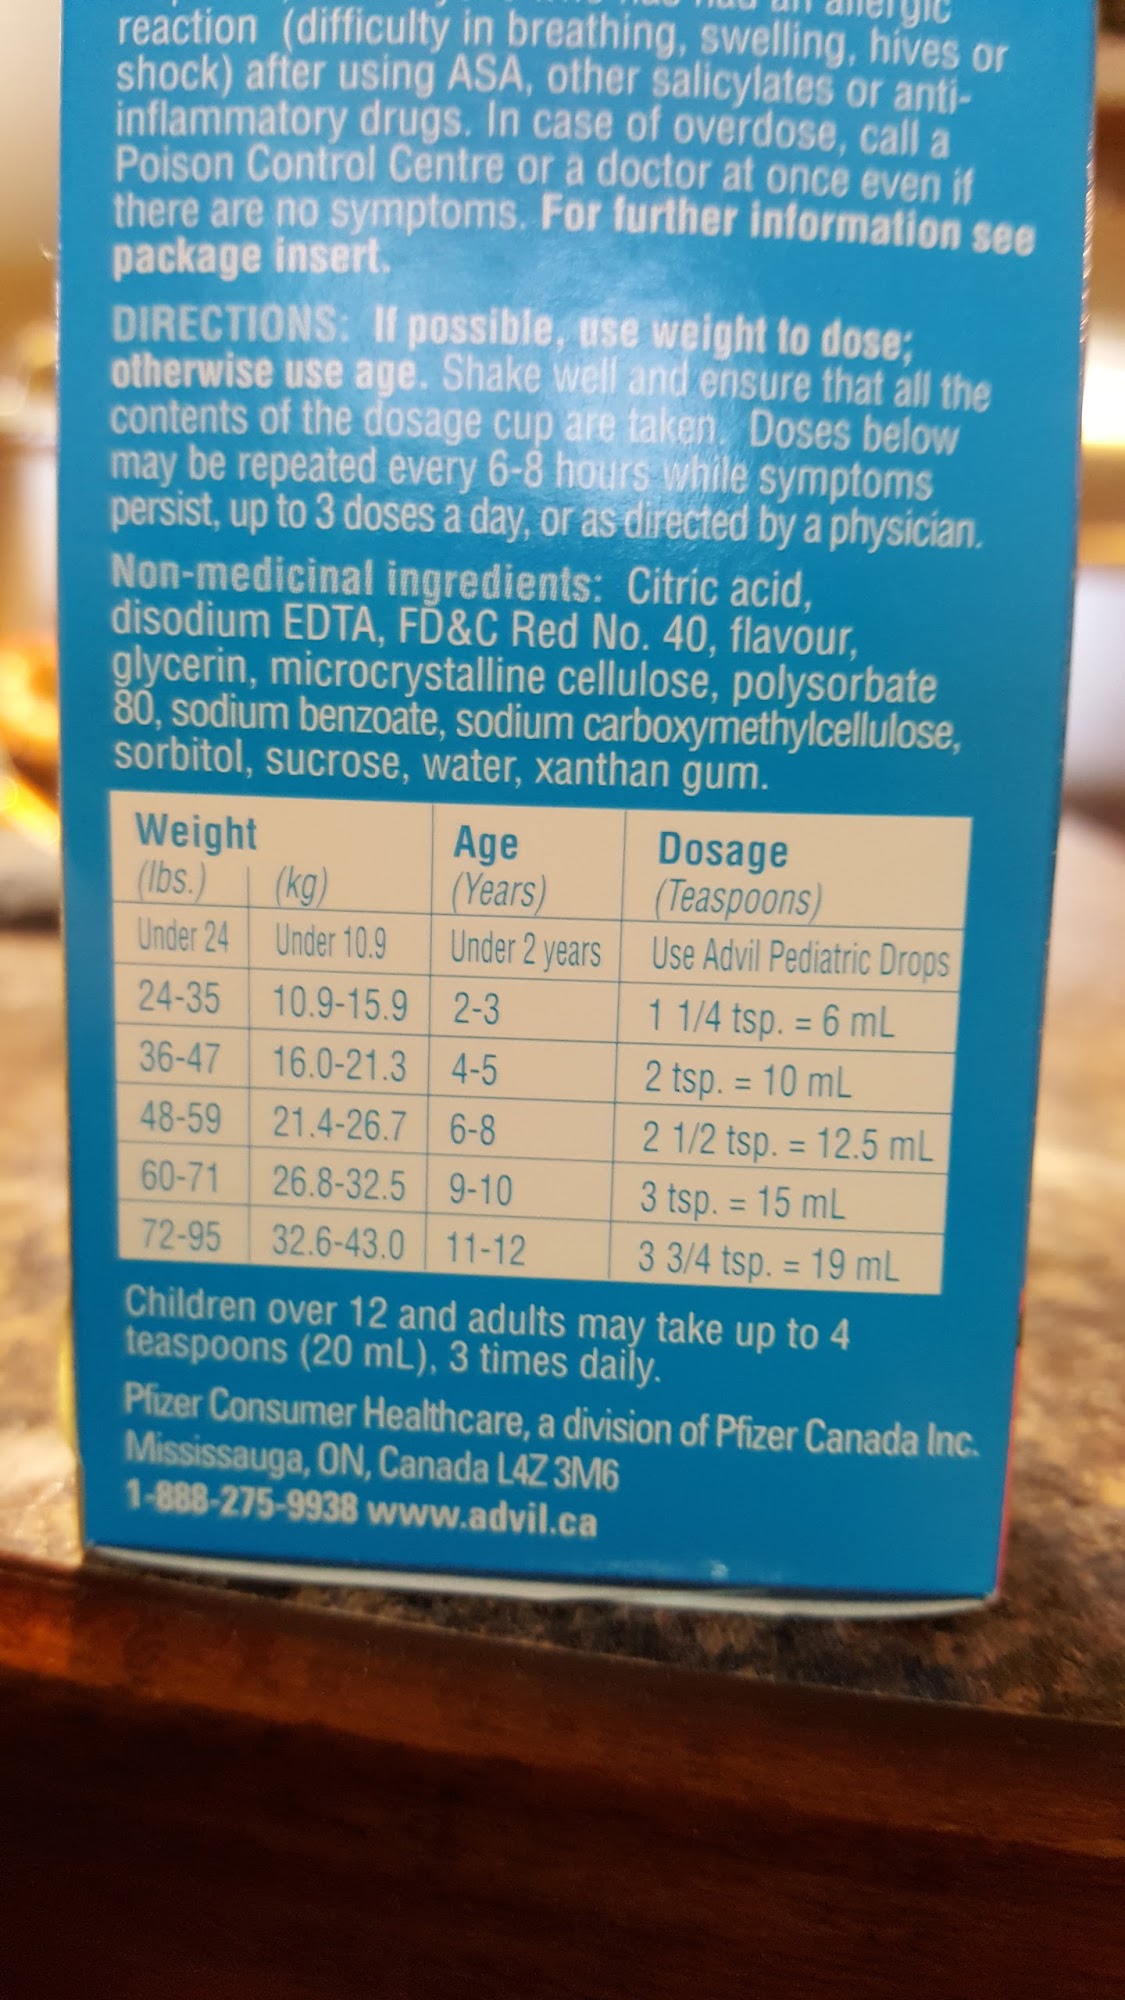 allergic
reaction (difficulty in breathing, swelling, hives or
shock) after using ASA, other salicylates or anti-
inflammatory drugs. In case of overdose, call a
Poison Control Centre or a doctor at once even if
there are no symptoms. For further information see
package insert.
DIRECTIONS: If possible, use weight to dose;
otherwise use age. Shake well and ensure that all the
contents of the dosage cup are taken. Doses below
may be repeated every 6-8 hours while symptoms
persist, up to 3 doses a day, or as directed by a physician.
Non-medicinal ingredients: Citric acid,
disodium EDTA, FD&C Red No. 40, flavour,
glycerin, microcrystalline cellulose, polysorbate
80, sodium benzoate, sodium carboxymethylcellulose,
sorbitol, sucrose, water, xanthan gum.
Weight Age Dosage
(lbs.) (kg) (Years) (Teaspoons)
Under 24 Under 10.9 Under 2 years Use Advil Pediatric Drops
24-35 10.9-15.9 2-3 1 1/4 tsp. = 6 mL
36-47 16.0-21.3 4-5 2 tsp. = 10 mL
48-59 21.4-26.7 6-8 2 1/2 tsp. = 12.5 mL
60-71 26.8-32.5 9-10 3 tsp. = 15 mL
72-95 32.6-43.0 11-12 3 3/4 tsp. = 19 mL
Children over 12 and adults may take up to 4
teaspoons (20 mL), 3 times daily.
Pfizer Consumer Healthcare, a division of Pfizer Canada Inc.
Mississauga, ON, Canada L4Z 3M6
1-888-275-9938 www.advil.ca